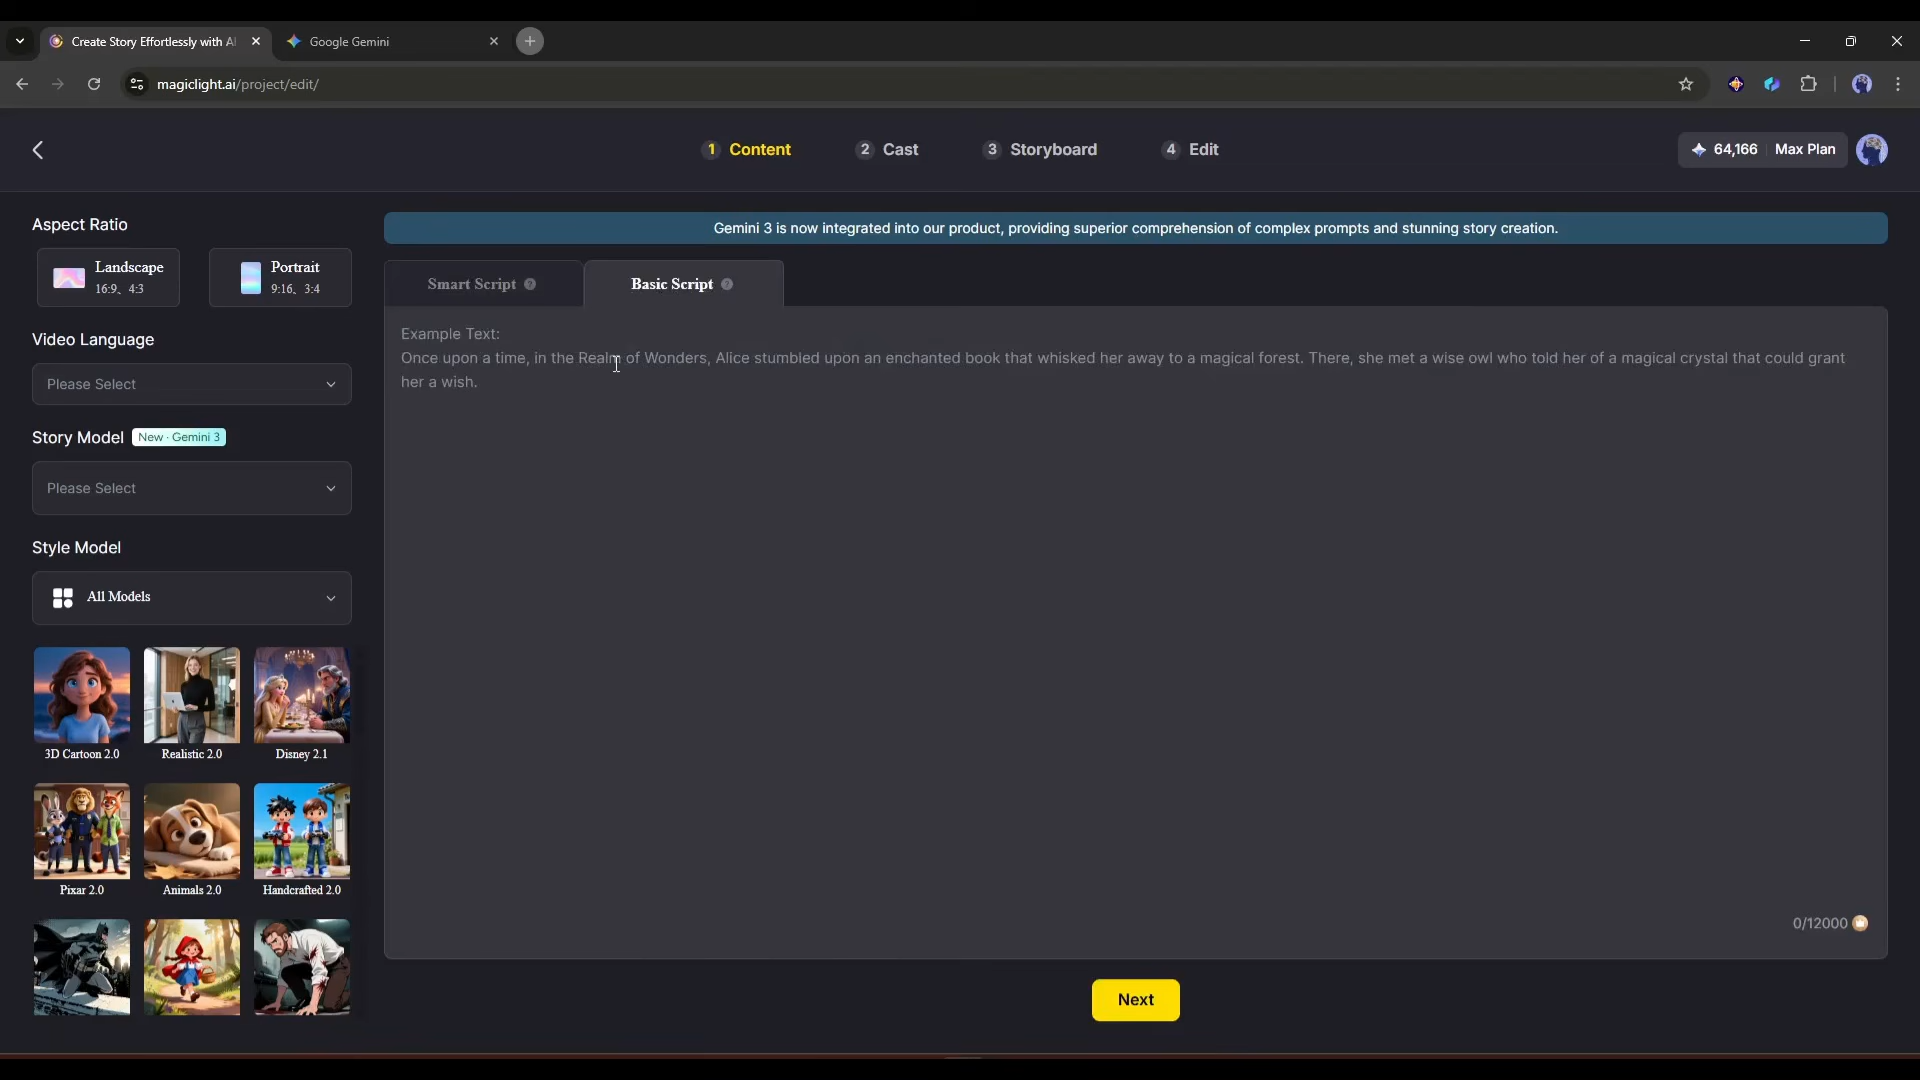 Create Story Effortlessly with AI
Google Gemini
magiclight.ai/project/edit/
1 Content
2 Cast
3 Storyboard
4 Edit
64,166 Max Plan
Aspect Ratio
Landscape
16:9、4:3
Portrait
9:16、3:4
Video Language
Please Select
Story Model New · Gemini 3
Please Select
Style Model
All Models
3D Cartoon 2.0
Realistic 2.0
Disney 2.1
Pixar 2.0
Animals 2.0
Handcrafted 2.0
Gemini 3 is now integrated into our product, providing superior comprehension of complex prompts and stunning story creation.
Smart Script ?
Basic Script ?
Example Text:
Once upon a time, in the Realm of Wonders, Alice stumbled upon an enchanted book that whisked her away to a magical forest. There, she met a wise owl who told her of a magical crystal that could grant
her a wish.
0/12000
Next